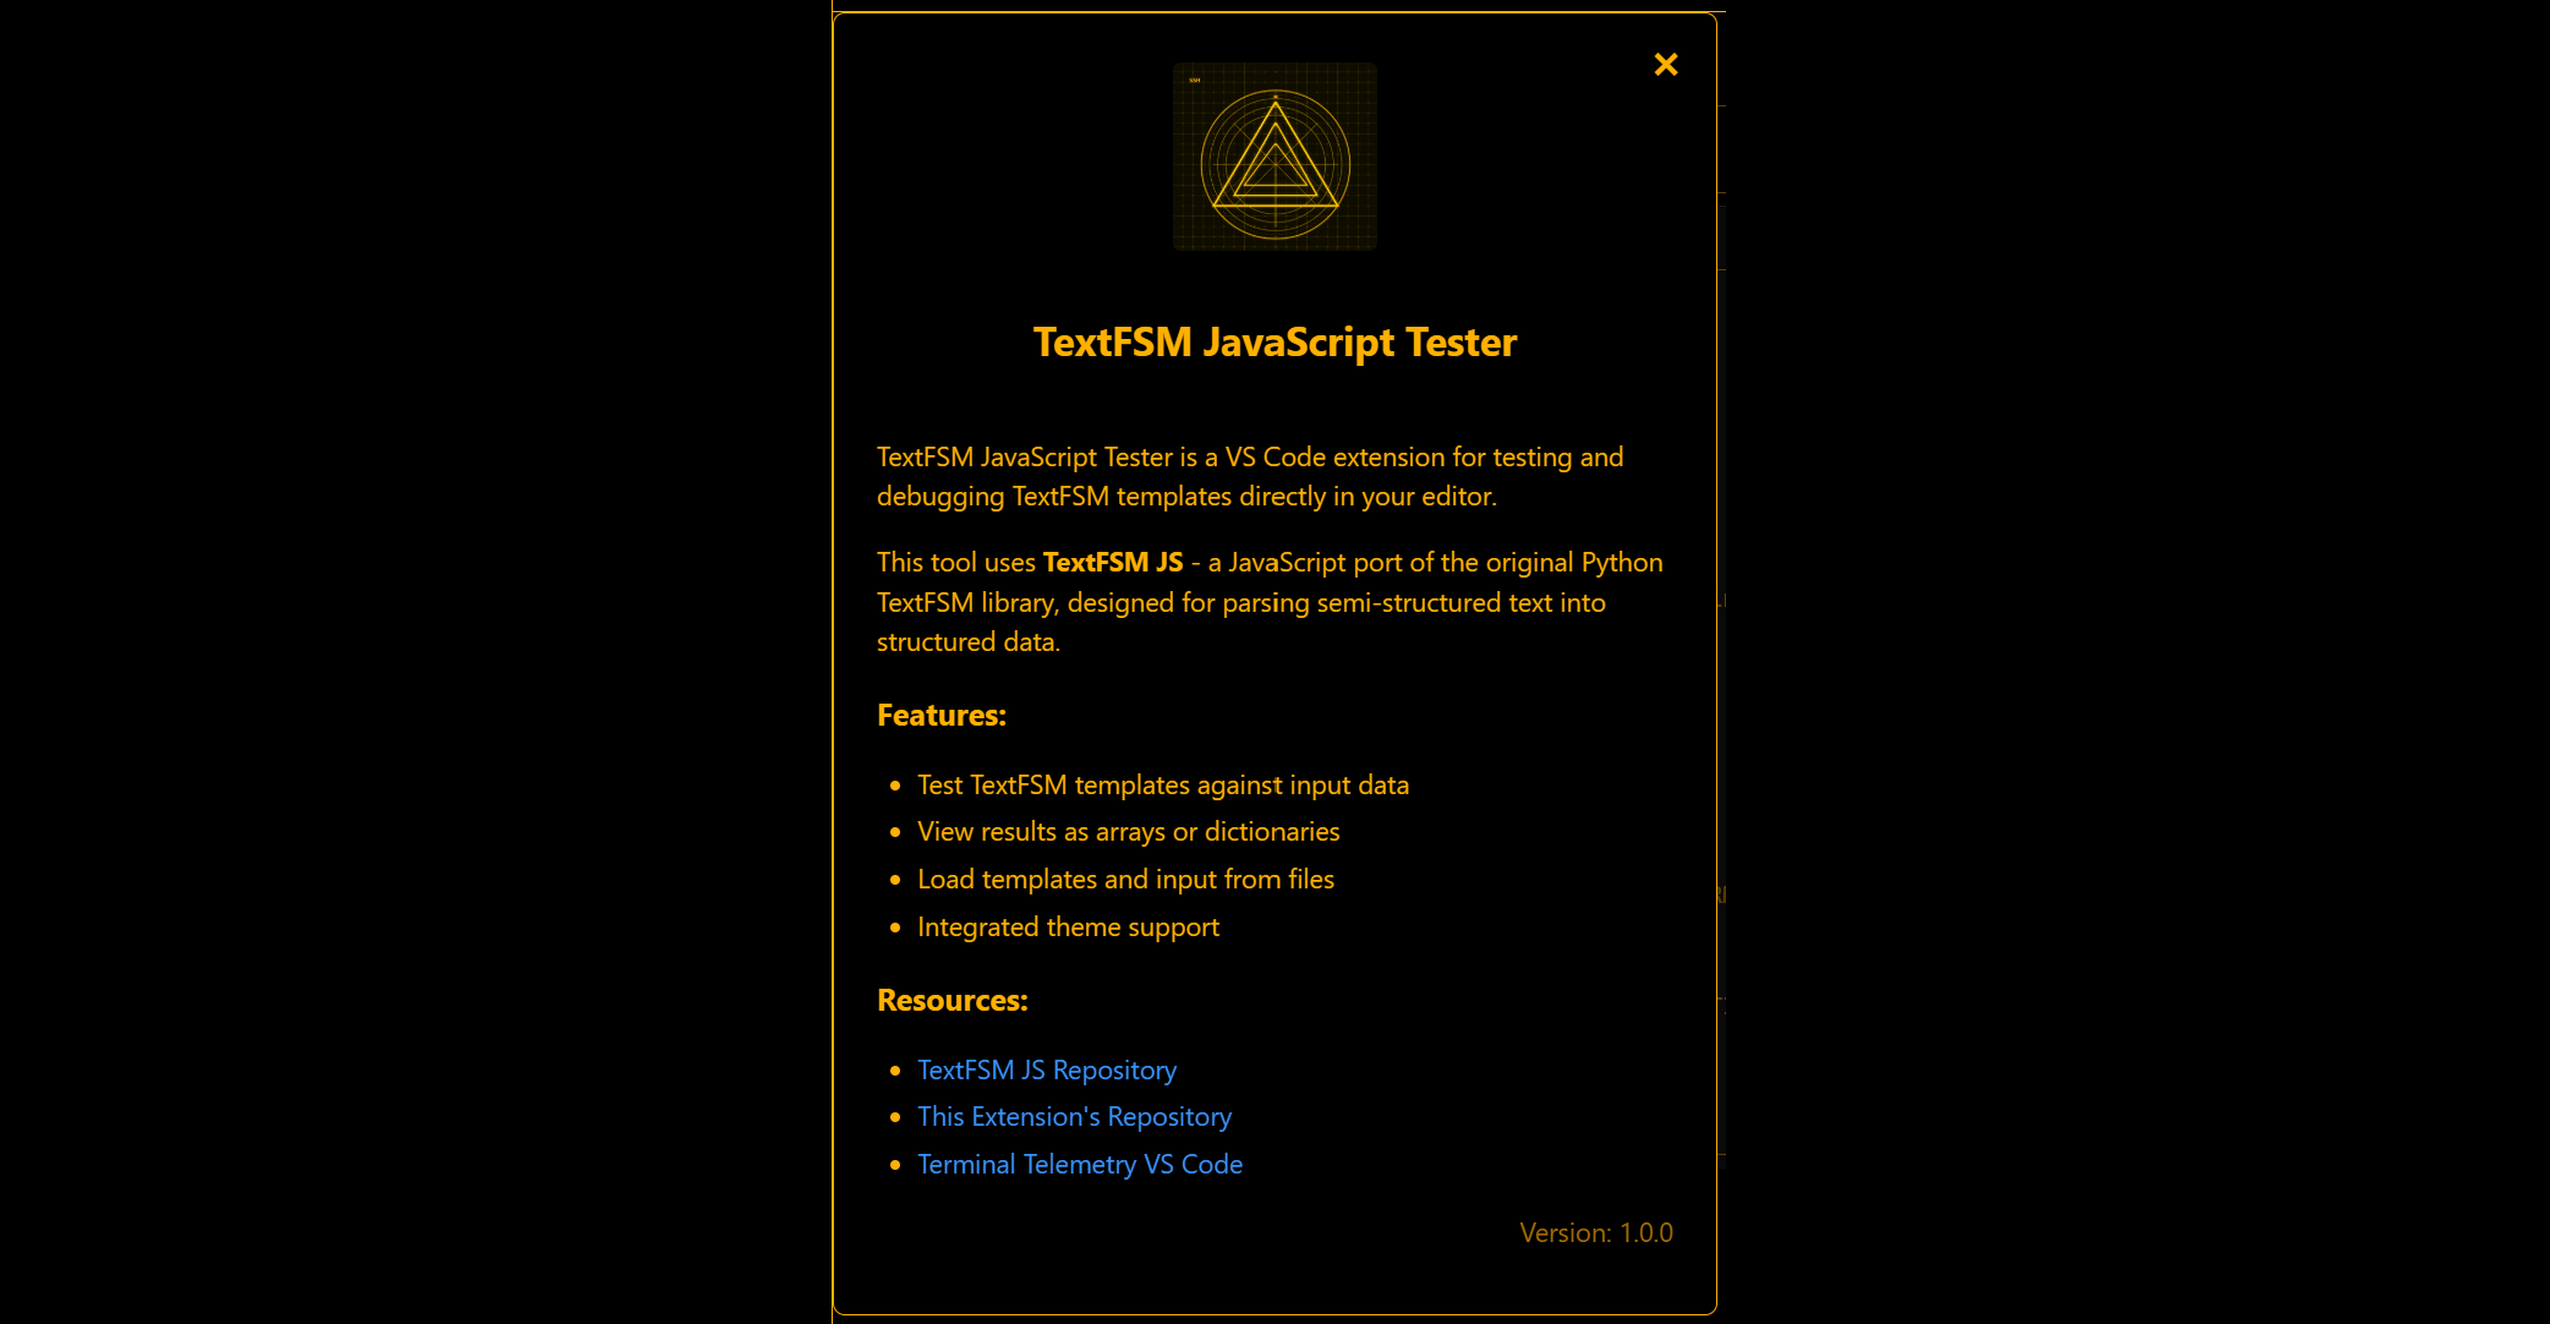 SSM
TextFSM JavaScript Tester
TextFSM JavaScript Tester is a VS Code extension for testing and
debugging TextFSM templates directly in your editor.
This tool uses TextFSM JS - a JavaScript port of the original Python
TextFSM library, designed for parsing semi-structured text into
structured data.
Features:
Test TextFSM templates against input data
View results as arrays or dictionaries
Load templates and input from files
Integrated theme support
Resources:
TextFSM JS Repository
This Extension's Repository
Terminal Telemetry VS Code
Version: 1.0.0